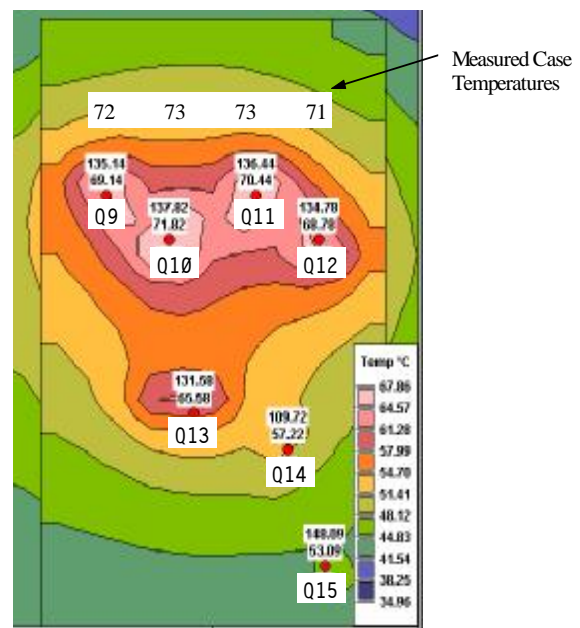 Measured Case
Temperatures
72 73 73 71
135.14
69.14
Q9
136.44
70.44
Q11
137.82
71.82
Q10
134.78
68.78
Q12
131.58
65.58
Q13
109.72
57.22
Q14
148.09
53.09
Q15
Temp °C
67.86
64.57
61.28
57.99
54.70
51.41
48.12
44.83
41.54
38.25
34.96